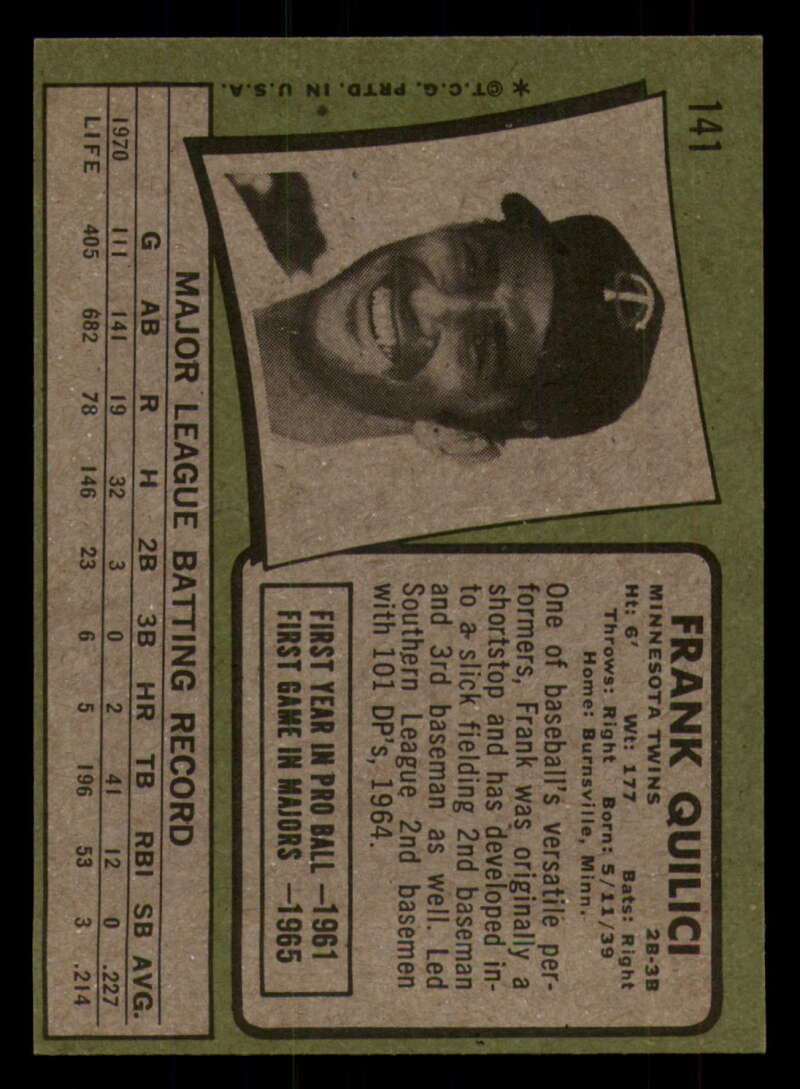 141
* ©T.C.G. PRTD. IN U.S.A.
FRANK QUILICI
MINNESOTA TWINS 2B-3B
Ht: 6' Wt: 177 Bats: Right
Throws: Right Born: 5/11/39
Home: Burnsville, Minn.
One of baseball's versatile per-
formers, Frank was originally a
shortstop and has developed in-
to a slick fielding 2nd baseman
and 3rd baseman as well. Led
Southern League 2nd basemen
with 101 DP's, 1964.
FIRST YEAR IN PRO BALL —1961
FIRST GAME IN MAJORS —1965
MAJOR LEAGUE BATTING RECORD
G AB R H 2B 3B HR TB RBI SB AVG.
1970 111 141 19 32 3 0 2 41 12 0 .227
LIFE 405 682 78 146 23 6 5 196 53 3 .214